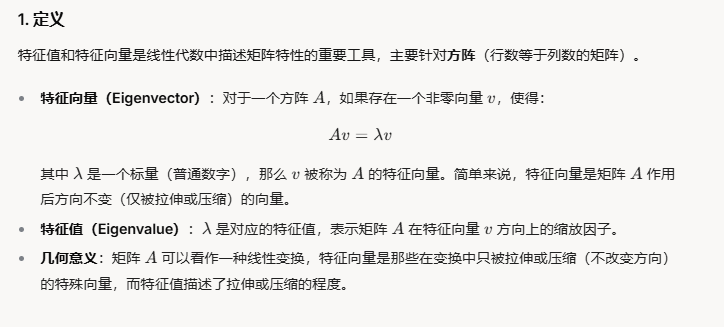 1. 定义
特征值和特征向量是线性代数中描述矩阵特性的重要工具，主要针对方阵（行数等于列数的矩阵）。
• 特征向量（Eigenvector）：对于一个方阵 A，如果存在一个非零向量 v，使得：
Av = λv
其中 λ 是一个标量（普通数字），那么 v 被称为 A 的特征向量。简单来说，特征向量是矩阵 A 作用
后方向不变（仅被拉伸或压缩）的向量。
• 特征值（Eigenvalue）：λ 是对应的特征值，表示矩阵 A 在特征向量 v 方向上的缩放因子。
• 几何意义：矩阵 A 可以看作一种线性变换，特征向量是那些在变换中只被拉伸或压缩（不改变方向）
的特殊向量，而特征值描述了拉伸或压缩的程度。